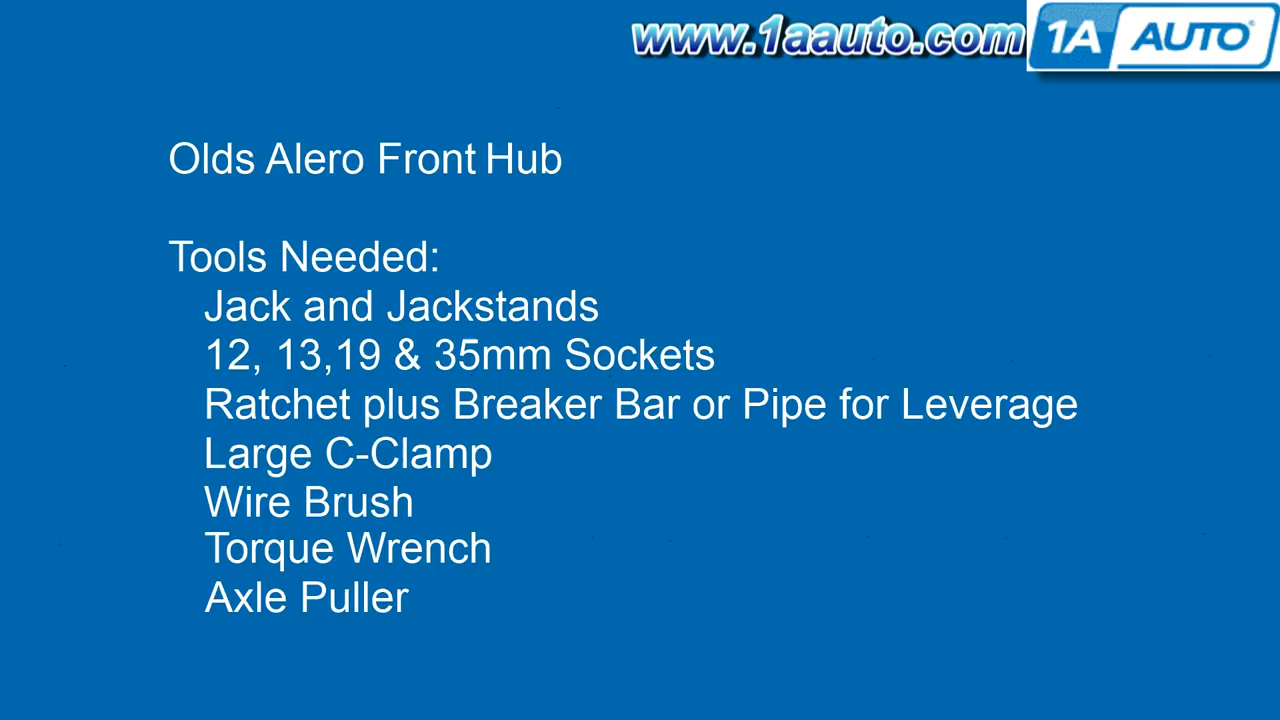 www.1aauto.com 1A AUTO
Olds Alero Front Hub
Tools Needed:
Jack and Jackstands
12, 13,19 & 35mm Sockets
Ratchet plus Breaker Bar or Pipe for Leverage
Large C-Clamp
Wire Brush
Torque Wrench
Axle Puller